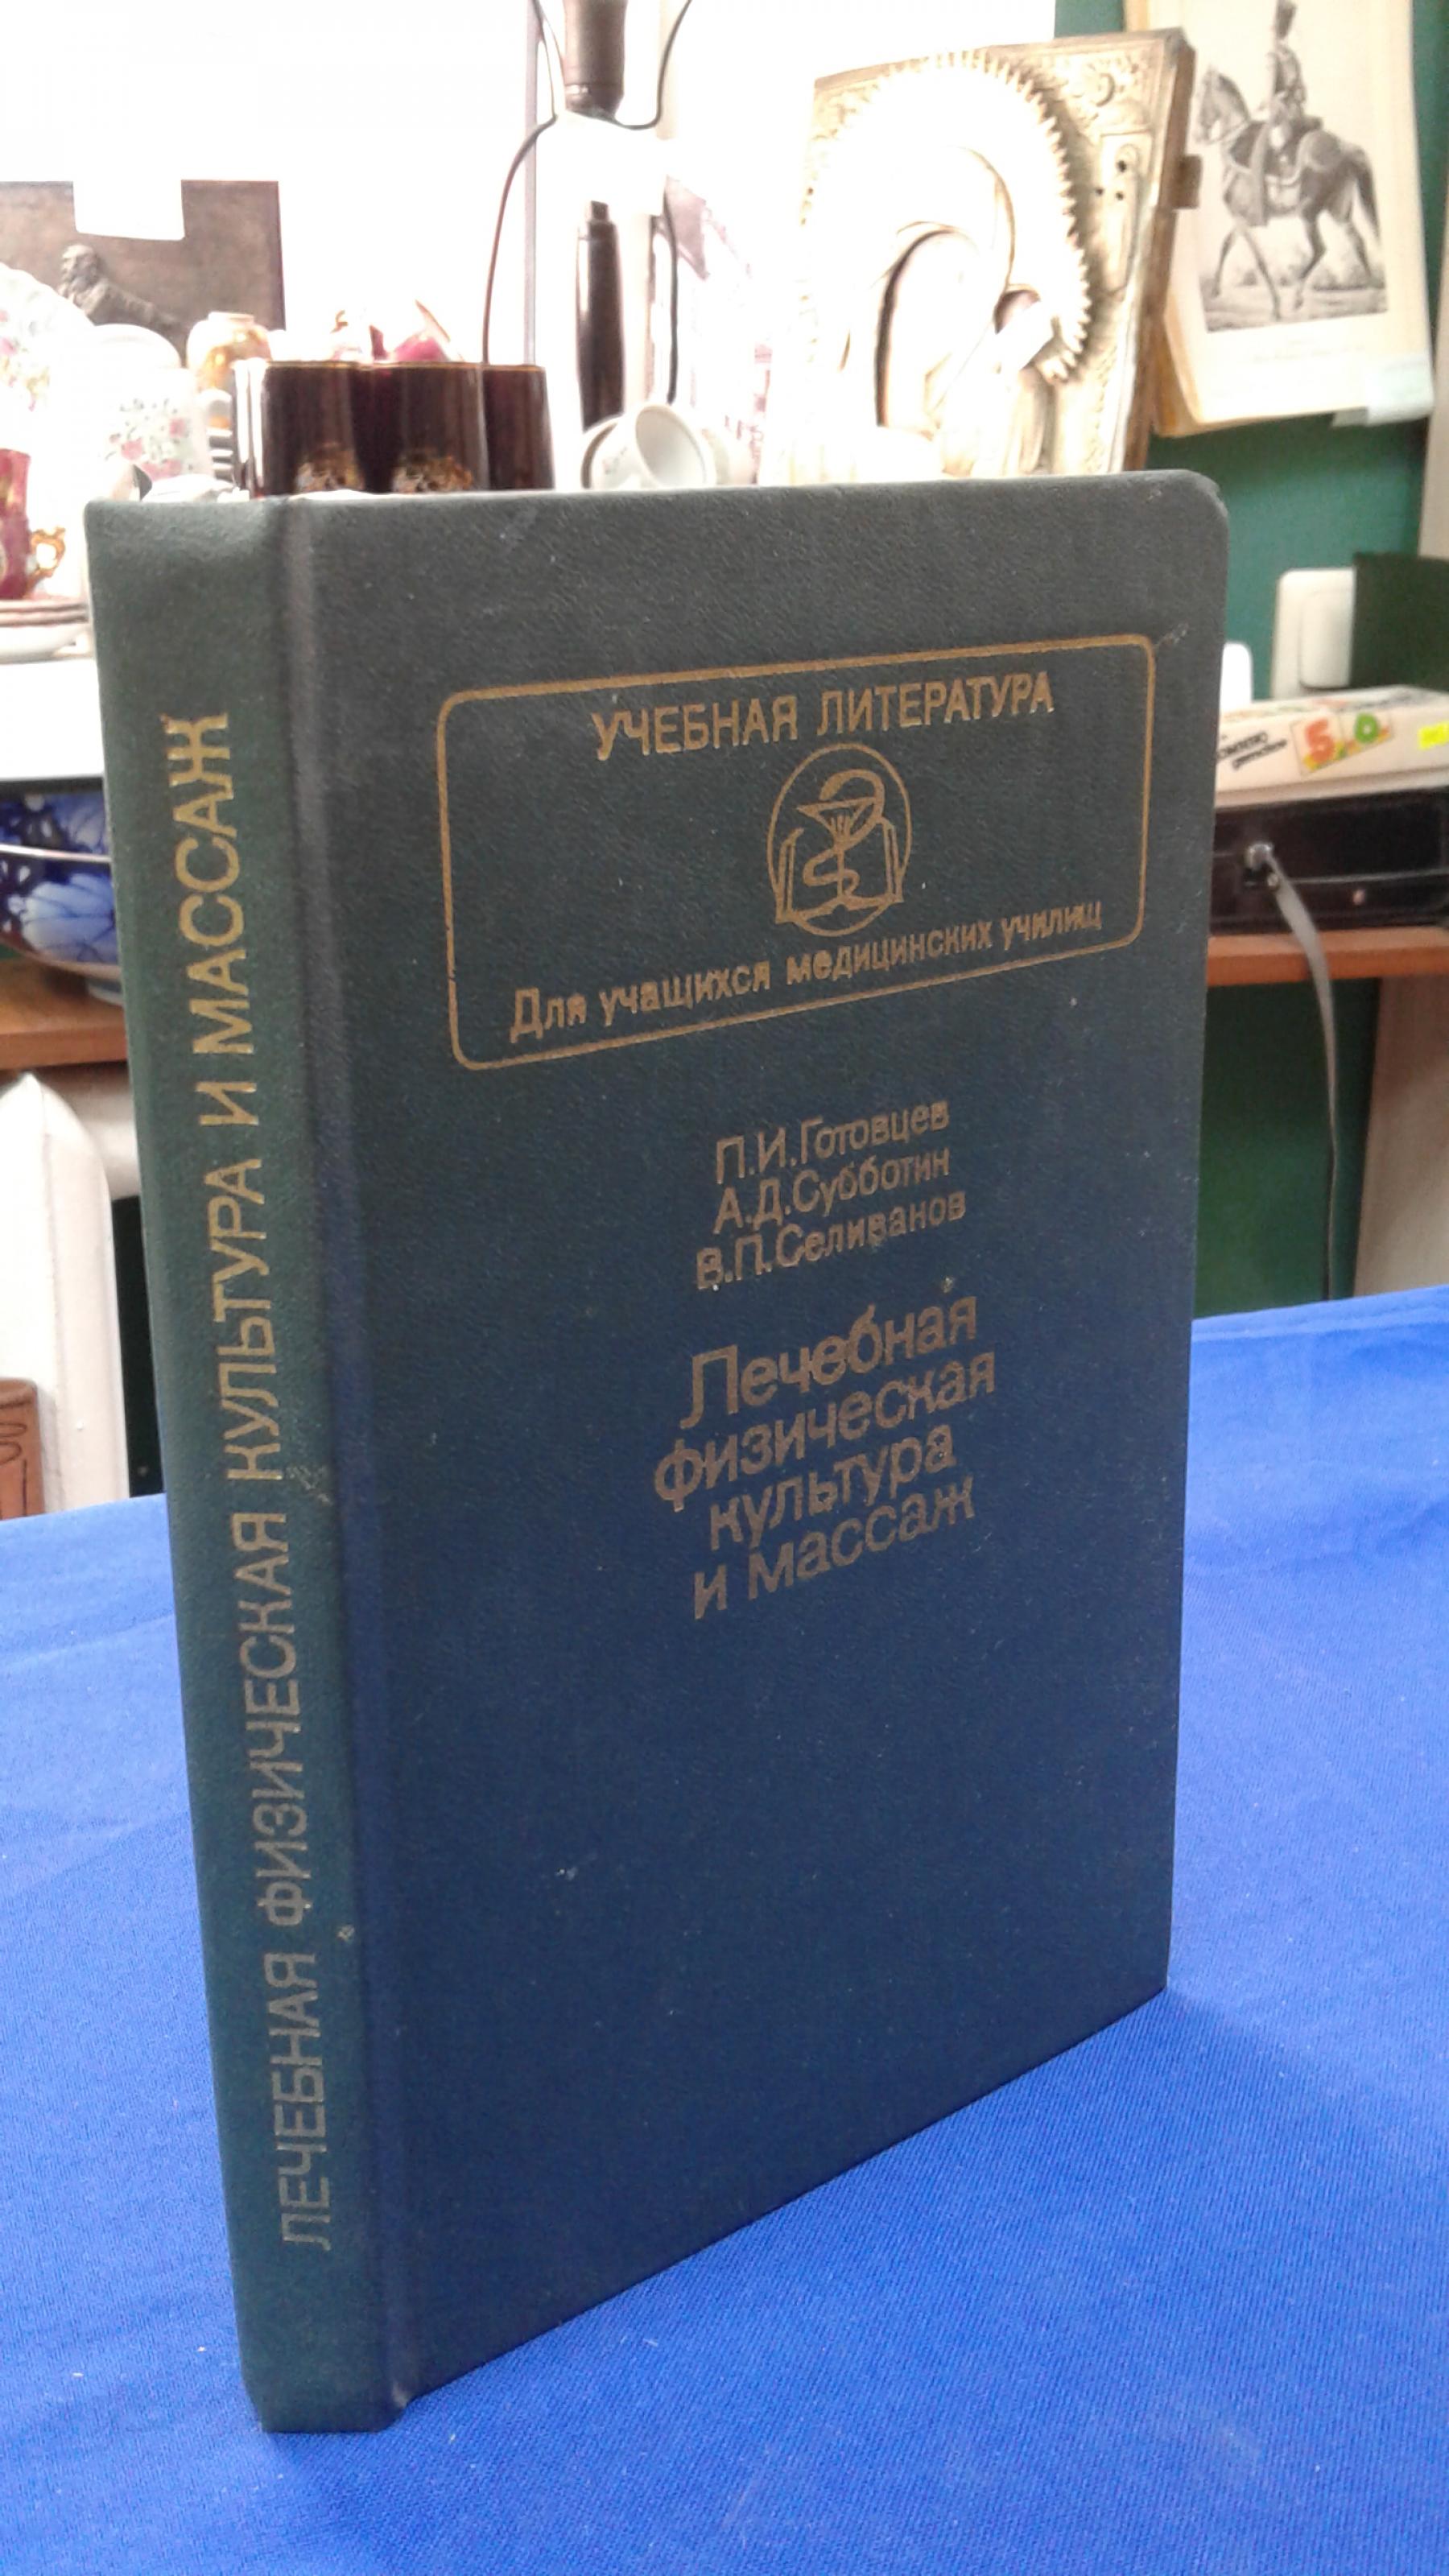 УЧЕБНАЯ ЛИТЕРАТУРА
Для учащихся медицинских училищ
П.И.Готовцев
А.Д.Субботин
В.П.Селиванов
Лечебная
физическая
культура
и массаж
ЛЕЧЕБНАЯ ФИЗИЧЕСКАЯ КУЛЬТУРА И МАССАЖ